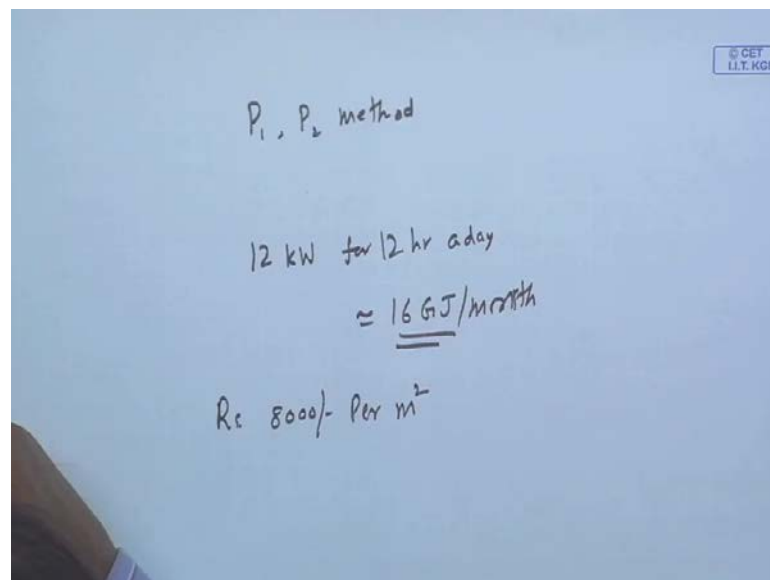 © CET
I.I.T. KGP
P₁, P₂ method
12 kW for 12 hr a day
≈ 16 GJ/month
Rs 8000/- Per m²